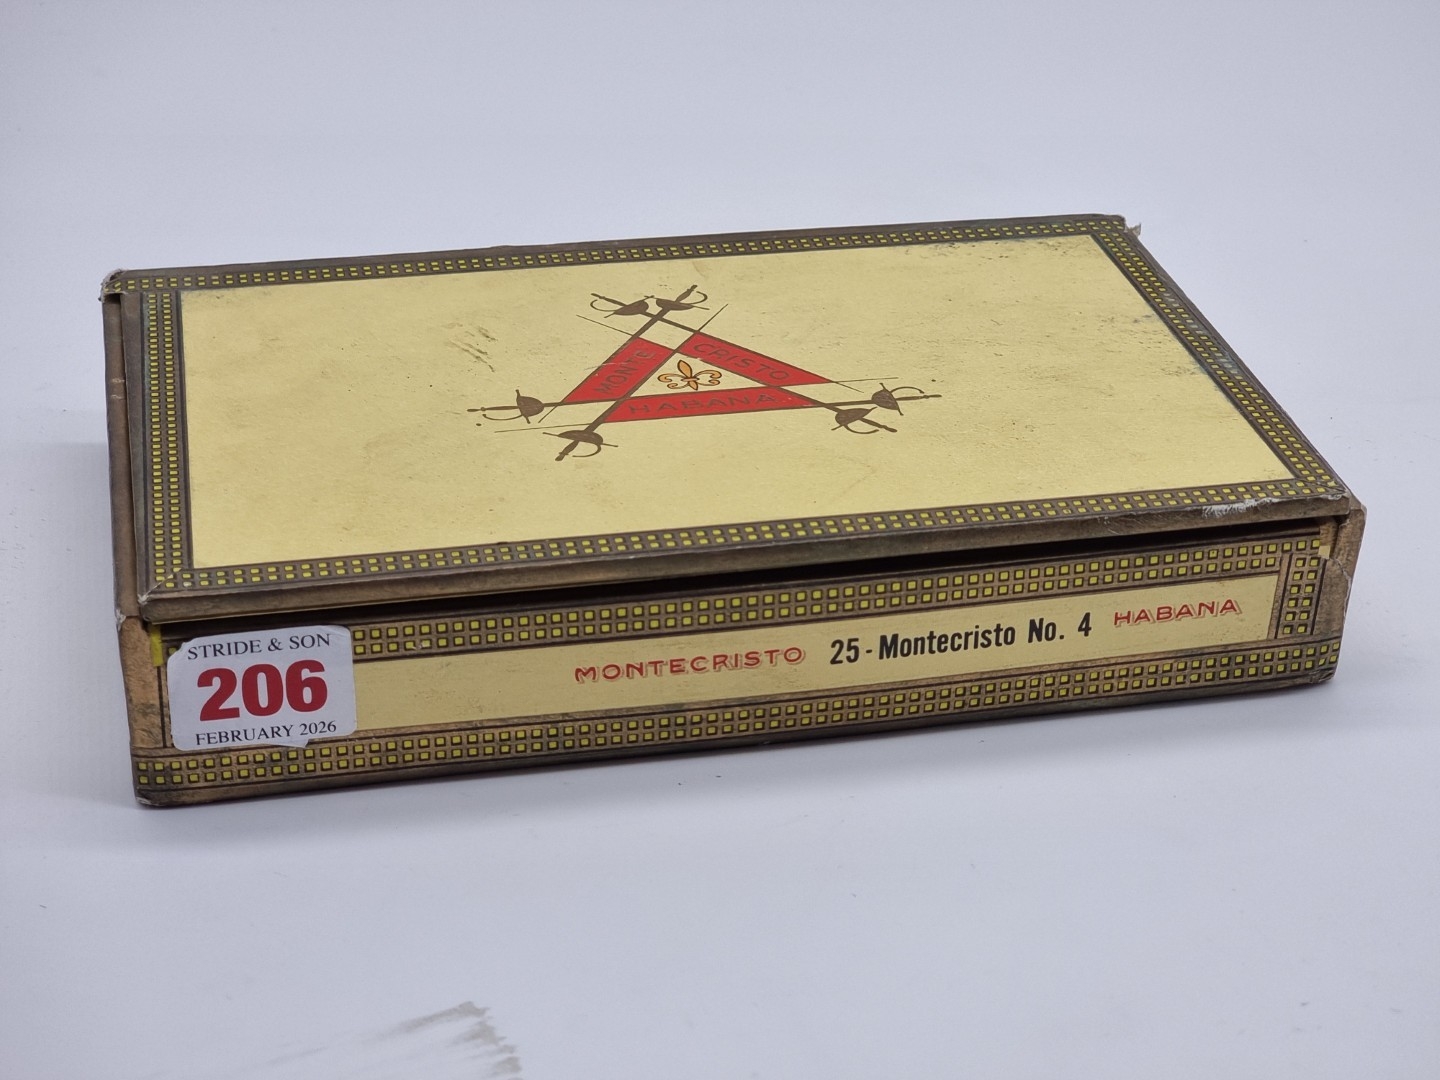 MONTE
CRISTO
HABANA
MONTECRISTO 25-Montecristo No. 4 HABANA
STRIDE & SON
206
FEBRUARY 2026